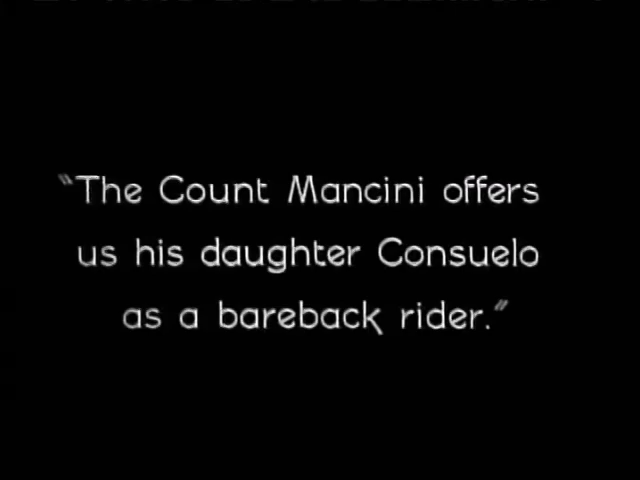 "The Count Mancini offers
us his daughter Consuelo
as a bareback rider."